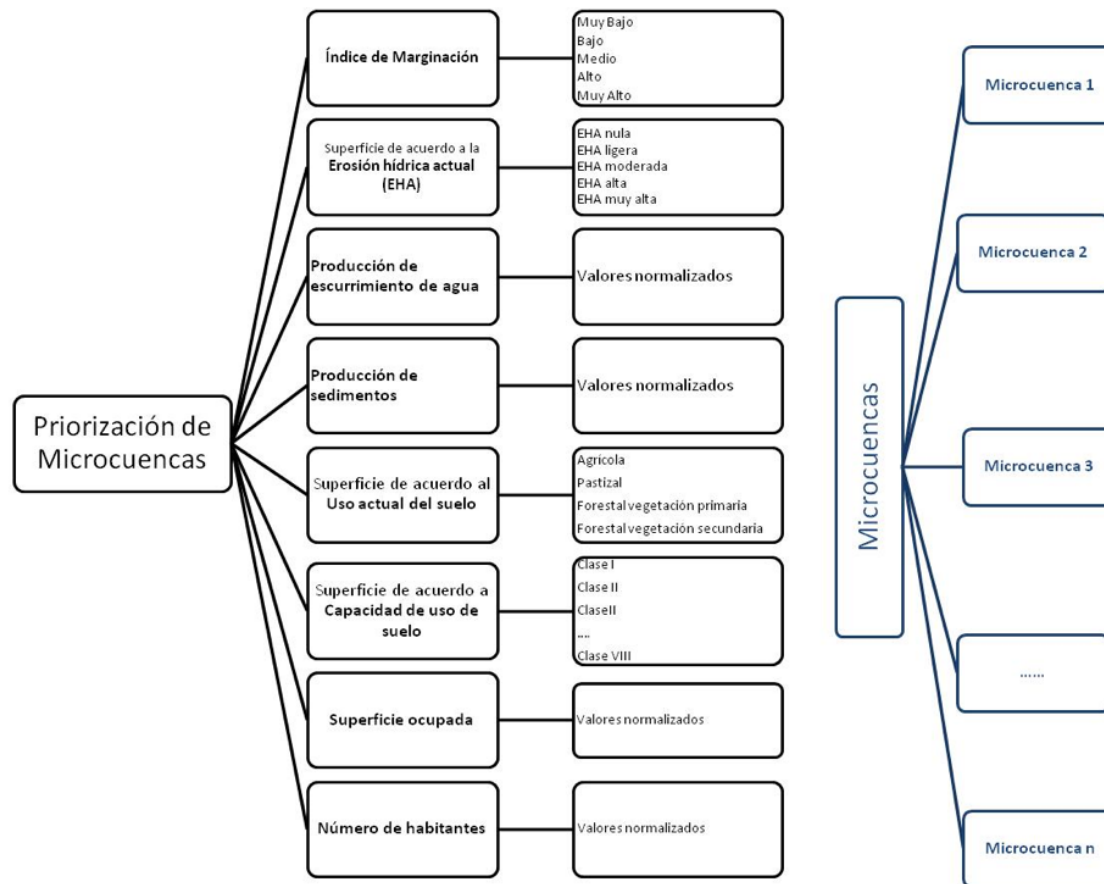 Priorización de
Microcuencas
Índice de Marginación
Muy Bajo
Bajo
Medio
Alto
Muy Alto
Superficie de acuerdo a la
Erosión hídrica actual
(EHA)
EHA nula
EHA ligera
EHA moderada
EHA alta
EHA muy alta
Producción de
escurrimiento de agua
Valores normalizados
Producción de
sedimentos
Valores normalizados
Superficie de acuerdo al
Uso actual del suelo
Agrícola
Pastizal
Forestal vegetación primaria
Forestal vegetación secundaria
Superficie de acuerdo a
Capacidad de uso de
suelo
Clase I
Clase II
ClaseII
....
Clase VIII
Superficie ocupada
Valores normalizados
Número de habitantes
Valores normalizados
Microcuencas
Microcuenca 1
Microcuenca 2
Microcuenca 3
......
Microcuenca n